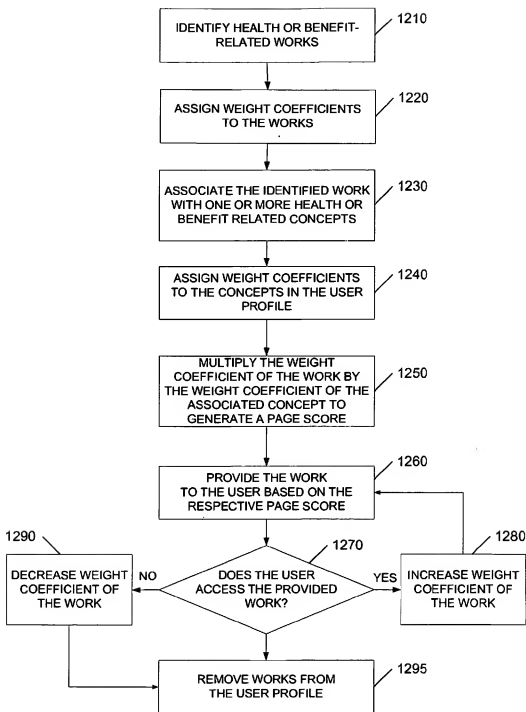 IDENTIFY HEALTH OR BENEFIT-
RELATED WORKS
1210
ASSIGN WEIGHT COEFFICIENTS
TO THE WORKS
1220
ASSOCIATE THE IDENTIFIED WORK
WITH ONE OR MORE HEALTH OR
BENEFIT RELATED CONCEPTS
1230
ASSIGN WEIGHT COEFFICIENTS
TO THE CONCEPTS IN THE USER
PROFILE
1240
MULTIPLY THE WEIGHT
COEFFICIENT OF THE WORK BY
THE WEIGHT COEFFICIENT OF THE
ASSOCIATED CONCEPT TO
GENERATE A PAGE SCORE
1250
PROVIDE THE WORK
TO THE USER BASED ON THE
RESPECTIVE PAGE SCORE
1260
1290
DECREASE WEIGHT
COEFFICIENT OF
THE WORK
NO
1270
DOES THE USER
ACCESS THE PROVIDED
WORK?
YES
1280
INCREASE WEIGHT
COEFFICIENT OF
THE WORK
REMOVE WORKS FROM
THE USER PROFILE
1295